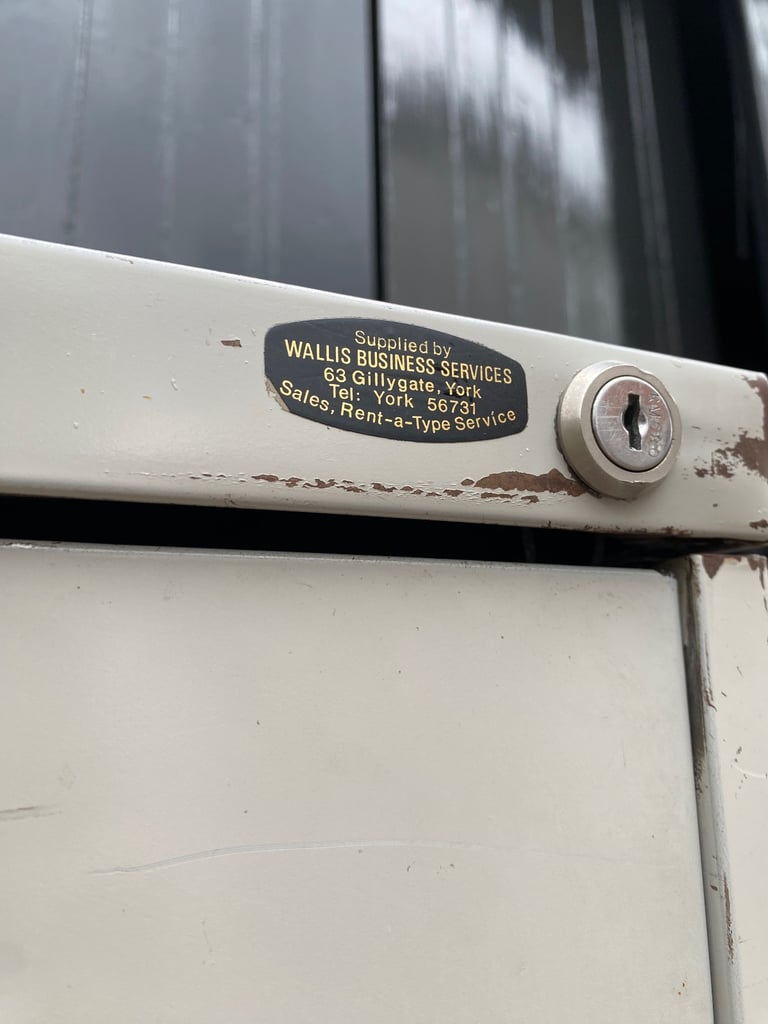 Supplied by
WALLIS BUSINESS SERVICES
63 Gillygate, York
Tel: York 56731
Sales, Rent-a-Type Service